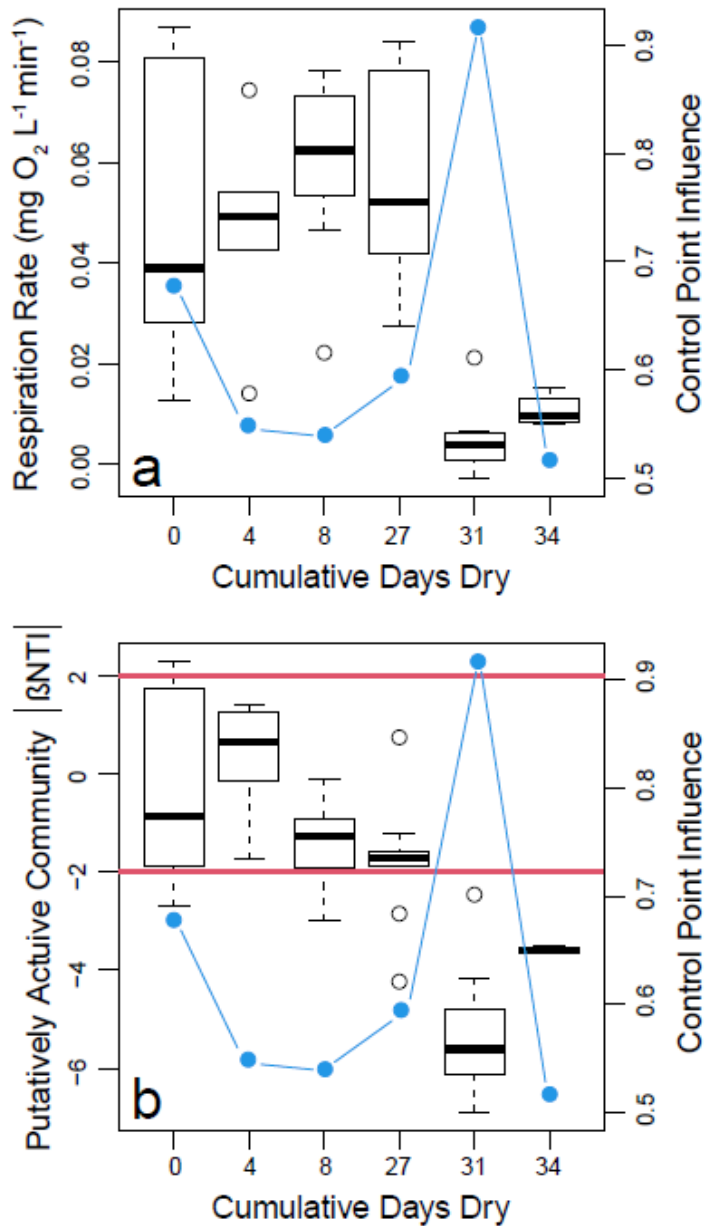 Respiration Rate (mg O₂ L⁻¹ min⁻¹)
0.00 0.02 0.04 0.06 0.08
a
0.5 0.6 0.7 0.8 0.9
Control Point Influence
0 4 8 27 31 34
Cumulative Days Dry
Putatively Actuive Community |ßNTI|
−6 −4 −2 0 2
b
0.5 0.6 0.7 0.8 0.9
Control Point Influence
0 4 8 27 31 34
Cumulative Days Dry